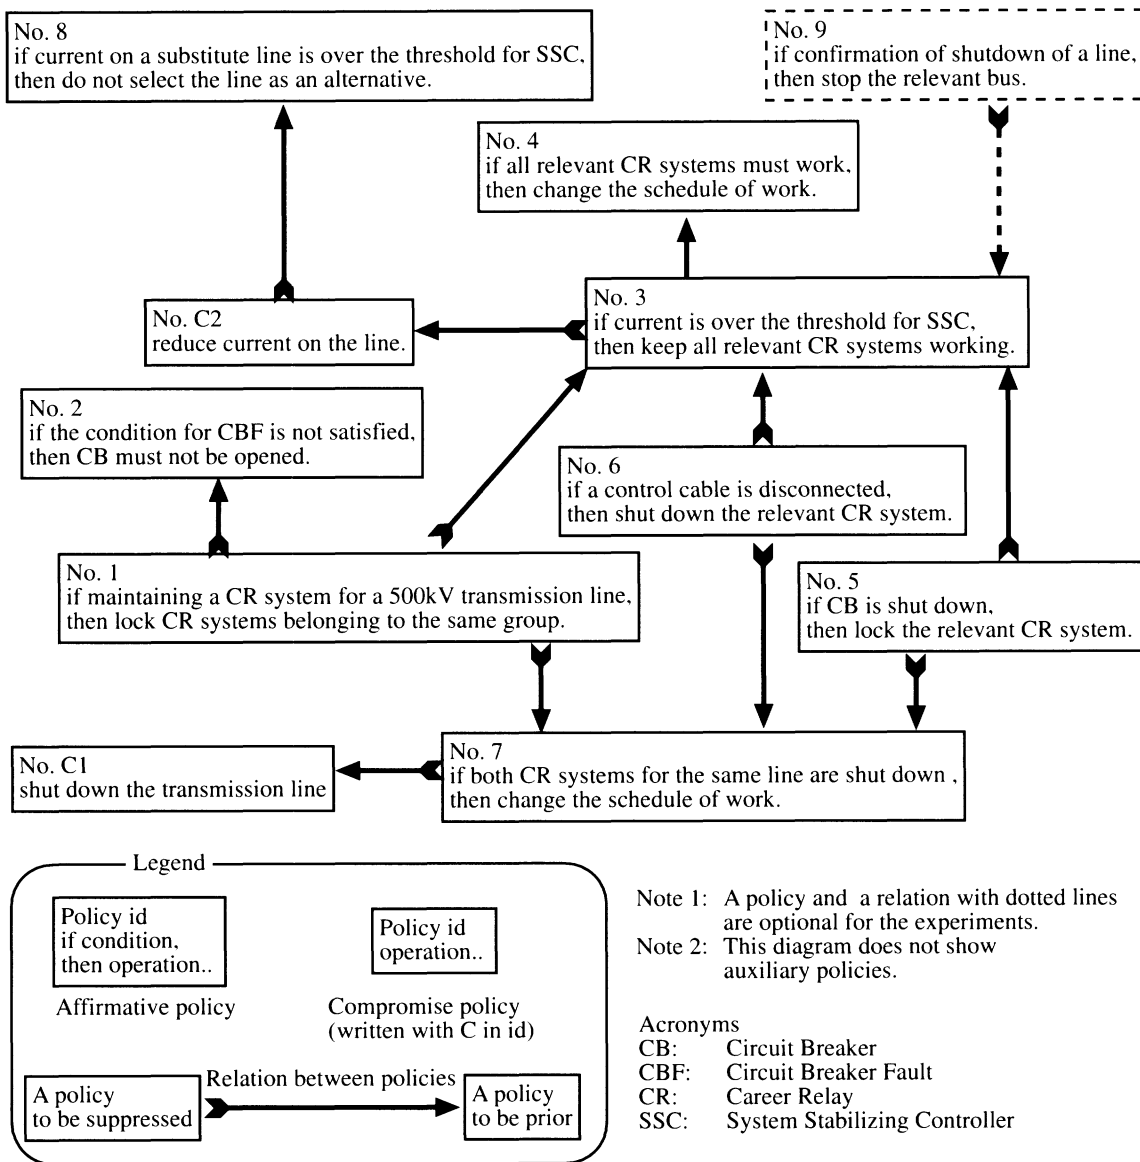 No. 8
if current on a substitute line is over the threshold for SSC,
then do not select the line as an alternative.
No. 9
if confirmation of shutdown of a line,
then stop the relevant bus.
No. 4
if all relevant CR systems must work,
then change the schedule of work.
No. C2
reduce current on the line.
No. 3
if current is over the threshold for SSC,
then keep all relevant CR systems working.
No. 2
if the condition for CBF is not satisfied,
then CB must not be opened.
No. 6
if a control cable is disconnected,
then shut down the relevant CR system.
No. 1
if maintaining a CR system for a 500kV transmission line,
then lock CR systems belonging to the same group.
No. 5
if CB is shut down,
then lock the relevant CR system.
No. C1
shut down the transmission line
No. 7
if both CR systems for the same line are shut down ,
then change the schedule of work.
Legend
Policy id
if condition,
then operation..
Affirmative policy
Policy id
operation..
Compromise policy
(written with C in id)
A policy
to be suppressed
Relation between policies
A policy
to be prior
Note 1: A policy and a relation with dotted lines
are optional for the experiments.
Note 2: This diagram does not show
auxiliary policies.
Acronyms
CB: Circuit Breaker
CBF: Circuit Breaker Fault
CR: Career Relay
SSC: System Stabilizing Controller